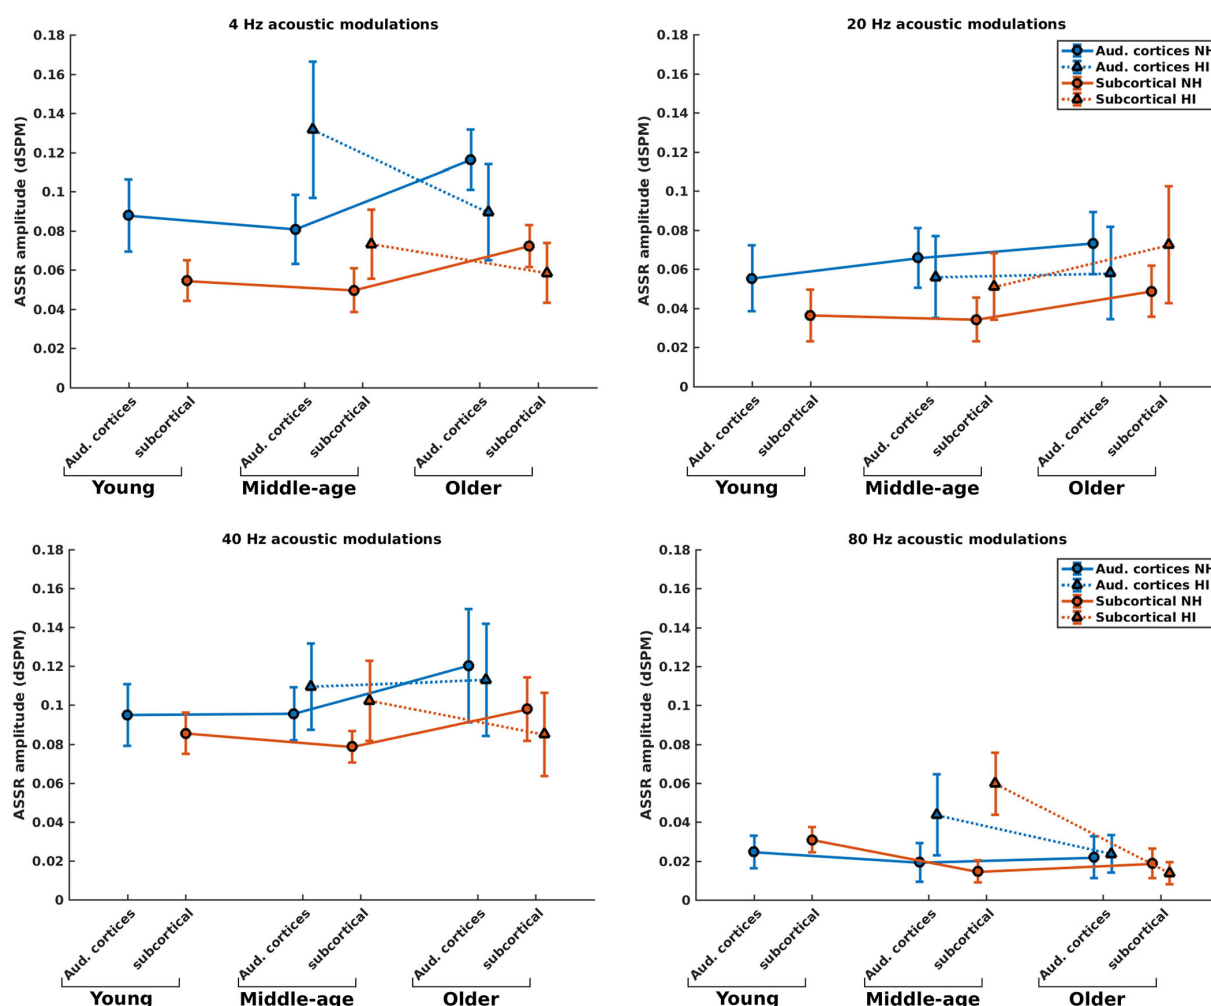 4 Hz acoustic modulations
ASSR amplitude (dSPM)
0.18
0.16
0.14
0.12
0.1
0.08
0.06
0.04
0.02
0
Aud. cortices
subcortical
Aud. cortices
subcortical
Aud. cortices
subcortical
Young
Middle-age
Older
20 Hz acoustic modulations
ASSR amplitude (dSPM)
0.18
0.16
0.14
0.12
0.1
0.08
0.06
0.04
0.02
0
Aud. cortices NH
Aud. cortices HI
Subcortical NH
Subcortical HI
Aud. cortices
subcortical
Aud. cortices
subcortical
Aud. cortices
subcortical
Young
Middle-age
Older
40 Hz acoustic modulations
ASSR amplitude (dSPM)
0.18
0.16
0.14
0.12
0.1
0.08
0.06
0.04
0.02
0
Aud. cortices
subcortical
Aud. cortices
subcortical
Aud. cortices
subcortical
Young
Middle-age
Older
80 Hz acoustic modulations
ASSR amplitude (dSPM)
0.18
0.16
0.14
0.12
0.1
0.08
0.06
0.04
0.02
0
Aud. cortices NH
Aud. cortices HI
Subcortical NH
Subcortical HI
Aud. cortices
subcortical
Aud. cortices
subcortical
Aud. cortices
subcortical
Young
Middle-age
Older